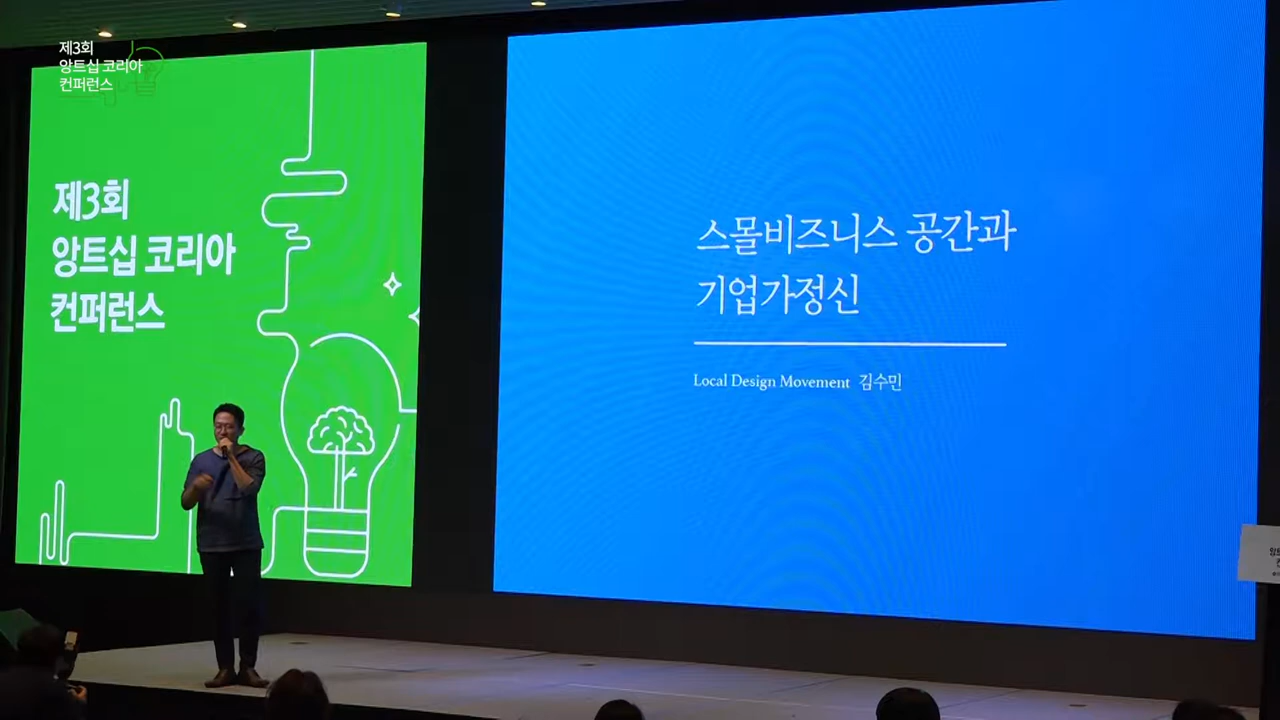 제3회
앙트십 코리아
컨퍼런스
제3회
앙트십 코리아
컨퍼런스
스몰비즈니스 공간과
기업가정신
Local Design Movement 김수민